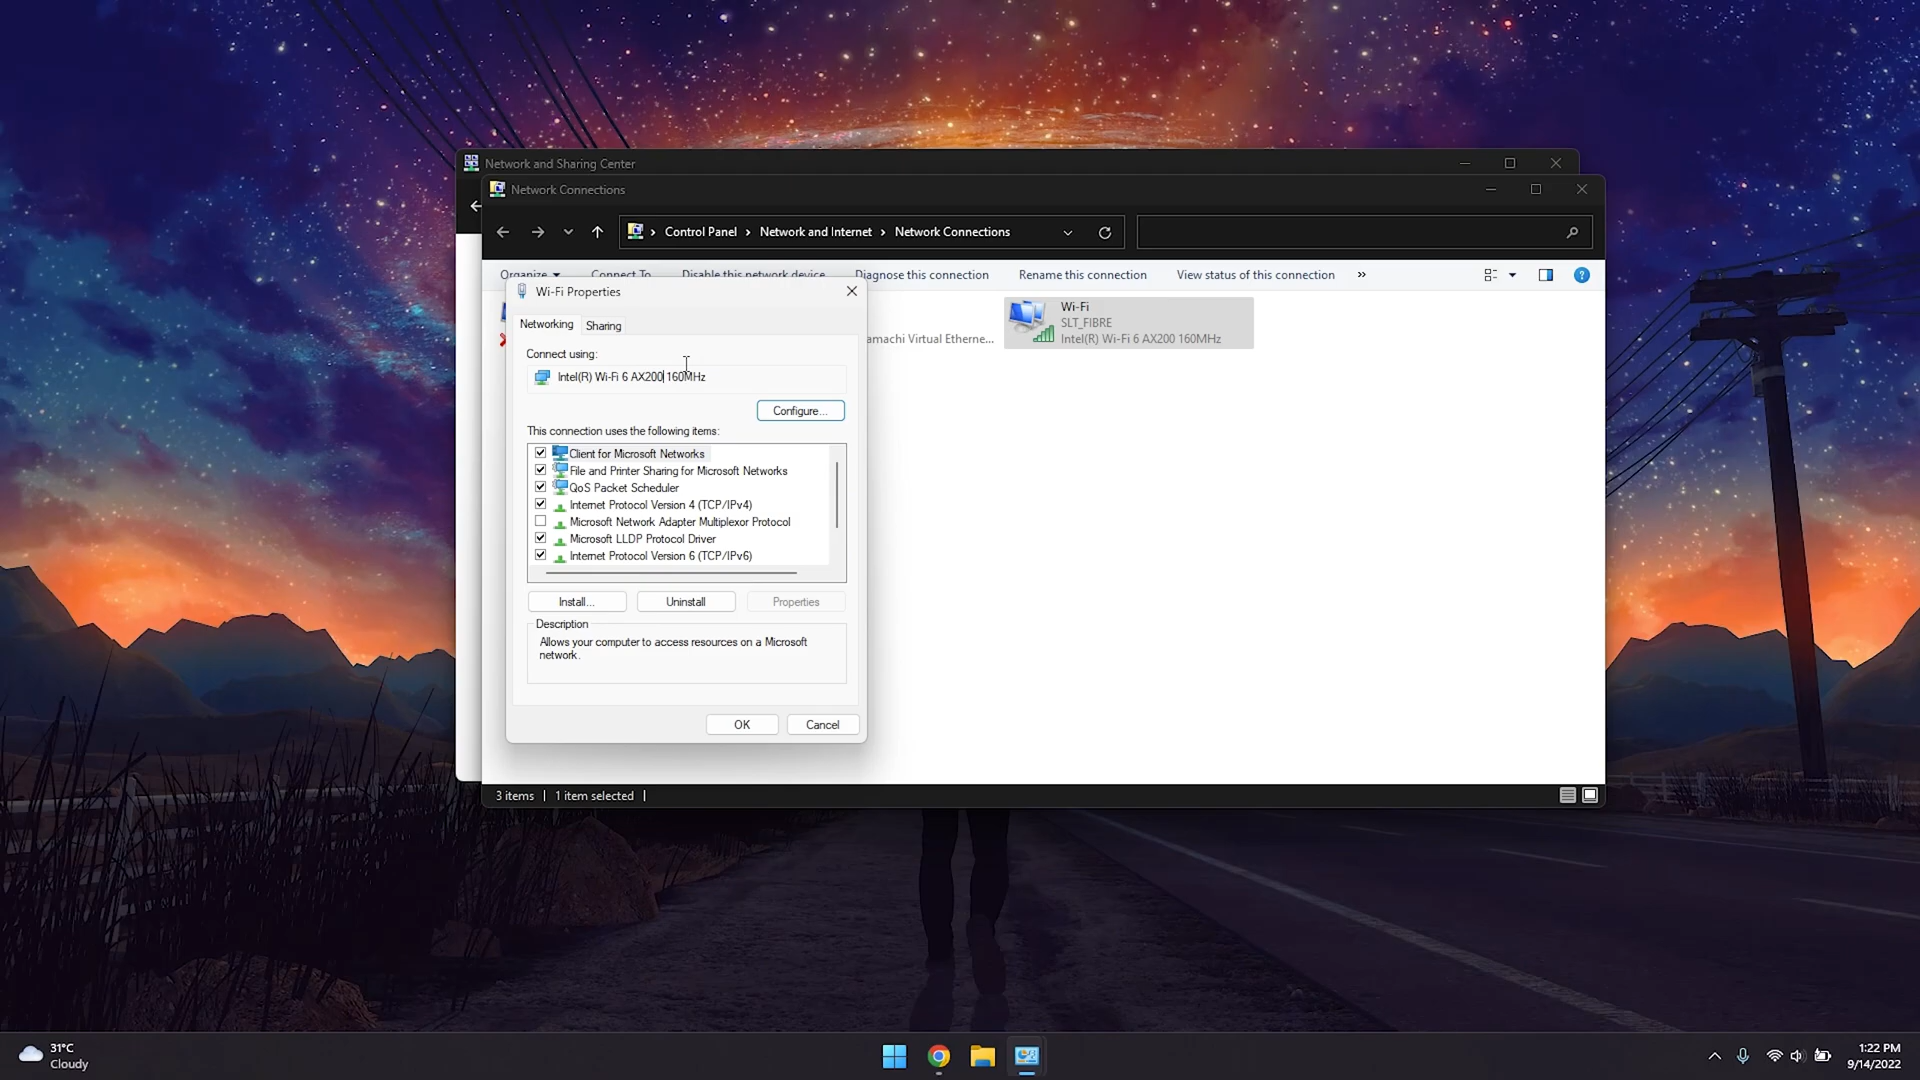 Network and Sharing Center
Network Connections
Control Panel > Network and Internet > Network Connections
Organize Connect To Disable this network device Diagnose this connection Rename this connection View status of this connection »
Wi-Fi Properties
Networking Sharing
Connect using:
Intel(R) Wi-Fi 6 AX200 160MHz
Configure...
This connection uses the following items:
Client for Microsoft Networks
File and Printer Sharing for Microsoft Networks
QoS Packet Scheduler
Internet Protocol Version 4 (TCP/IPv4)
Microsoft Network Adapter Multiplexor Protocol
Microsoft LLDP Protocol Driver
Internet Protocol Version 6 (TCP/IPv6)
Install... Uninstall Properties
Description
Allows your computer to access resources on a Microsoft
network.
OK Cancel
amachi Virtual Etherne...
Wi-Fi
SLT_FIBRE
Intel(R) Wi-Fi 6 AX200 160MHz
3 items | 1 item selected |
31°C
Cloudy
1:22 PM
9/14/2022